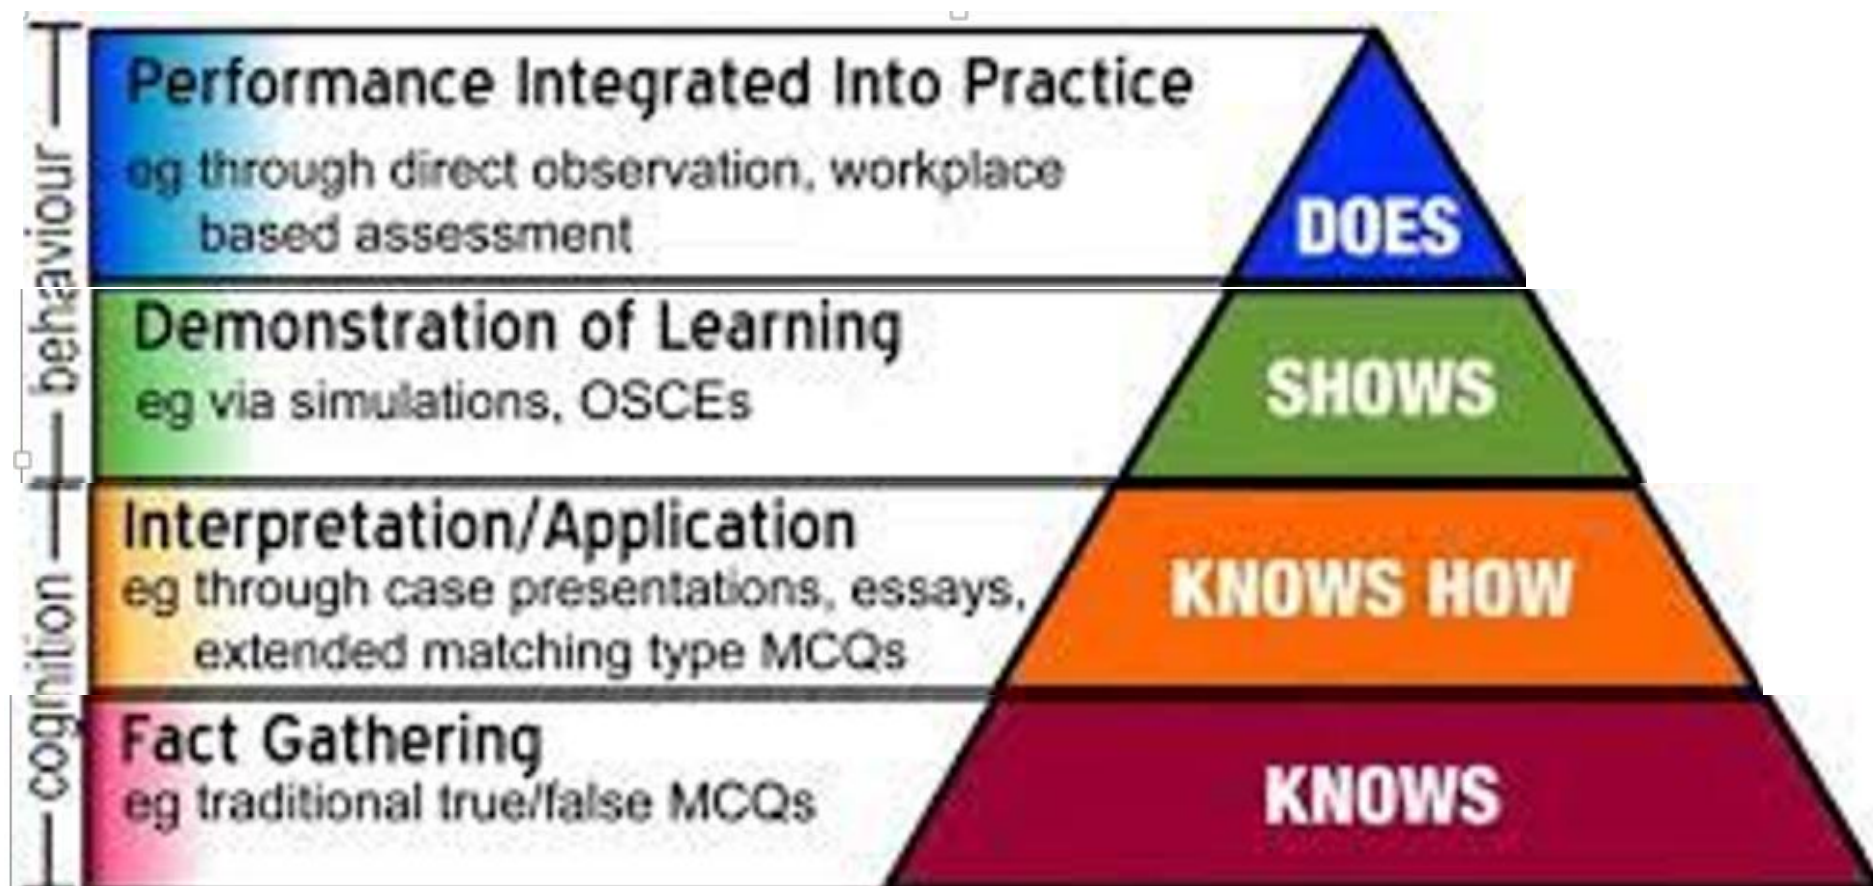 behaviour
Performance Integrated Into Practice
eg through direct observation, workplace
based assessment
DOES
Demonstration of Learning
eg via simulations, OSCEs
SHOWS
cognition
Interpretation/Application
eg through case presentations, essays,
extended matching type MCQs
KNOWS HOW
Fact Gathering
eg traditional true/false MCQs
KNOWS